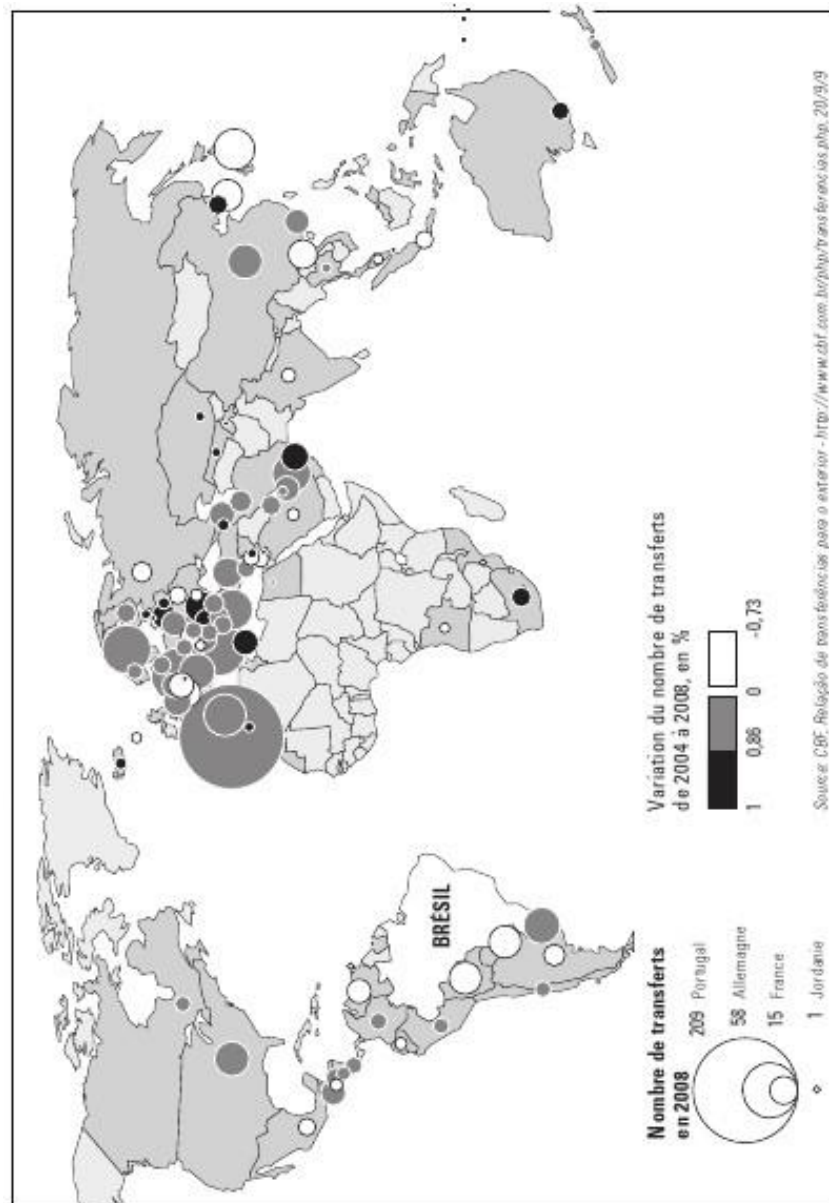 BRÉSIL
Nombre de transferts
en 2008
209 Portugal
58 Allemagne
15 France
1 Jordanie
Variation du nombre de transferts
de 2004 à 2008, en %
1 0,86 0 -0,73
Source: CBF, Relação de transferências para o exterior - http://www.cbf.com.br/php/transferencias.php, 20/9/9